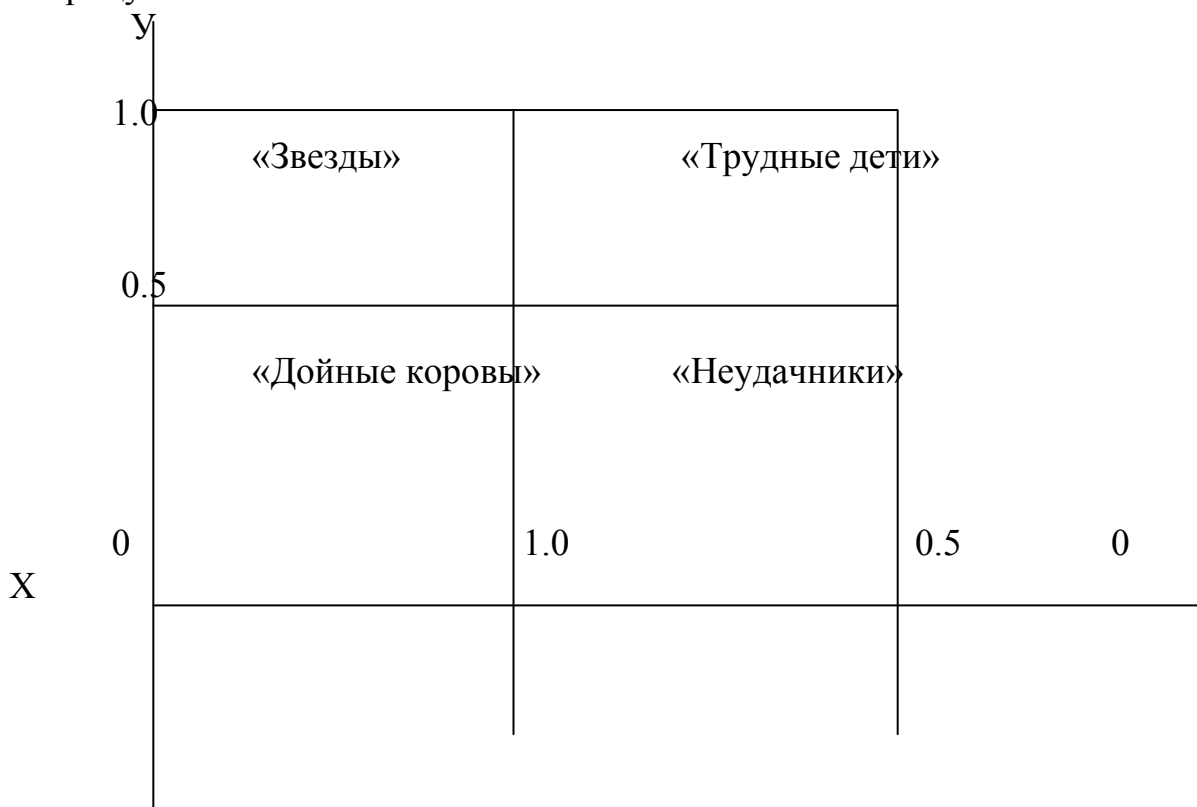 У
1.0
«Звезды» «Трудные дети»
0.5
«Дойные коровы» «Неудачники»
0 1.0 0.5 0
Х